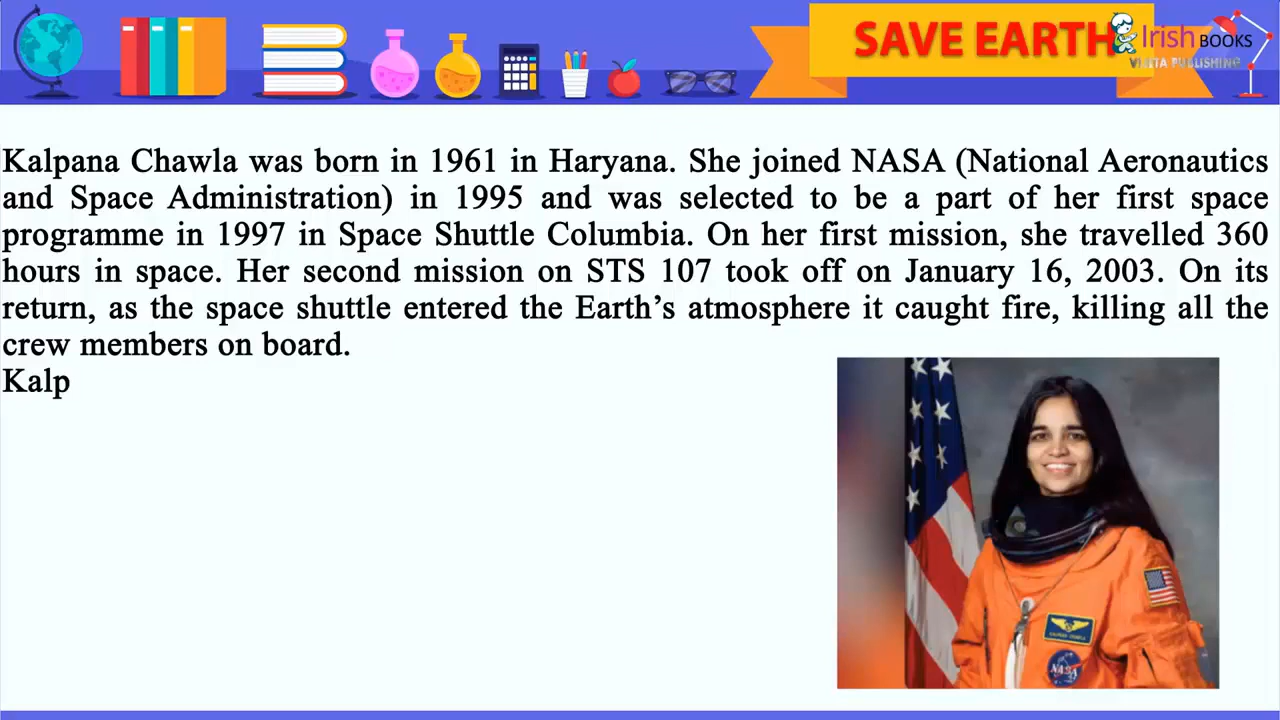 SAVE EARTH
Irish BOOKS
VIRITA PUBLISHING
Kalpana Chawla was born in 1961 in Haryana. She joined NASA (National Aeronautics
and Space Administration) in 1995 and was selected to be a part of her first space
programme in 1997 in Space Shuttle Columbia. On her first mission, she travelled 360
hours in space. Her second mission on STS 107 took off on January 16, 2003. On its
return, as the space shuttle entered the Earth’s atmosphere it caught fire, killing all the
crew members on board.
Kalp
NASA